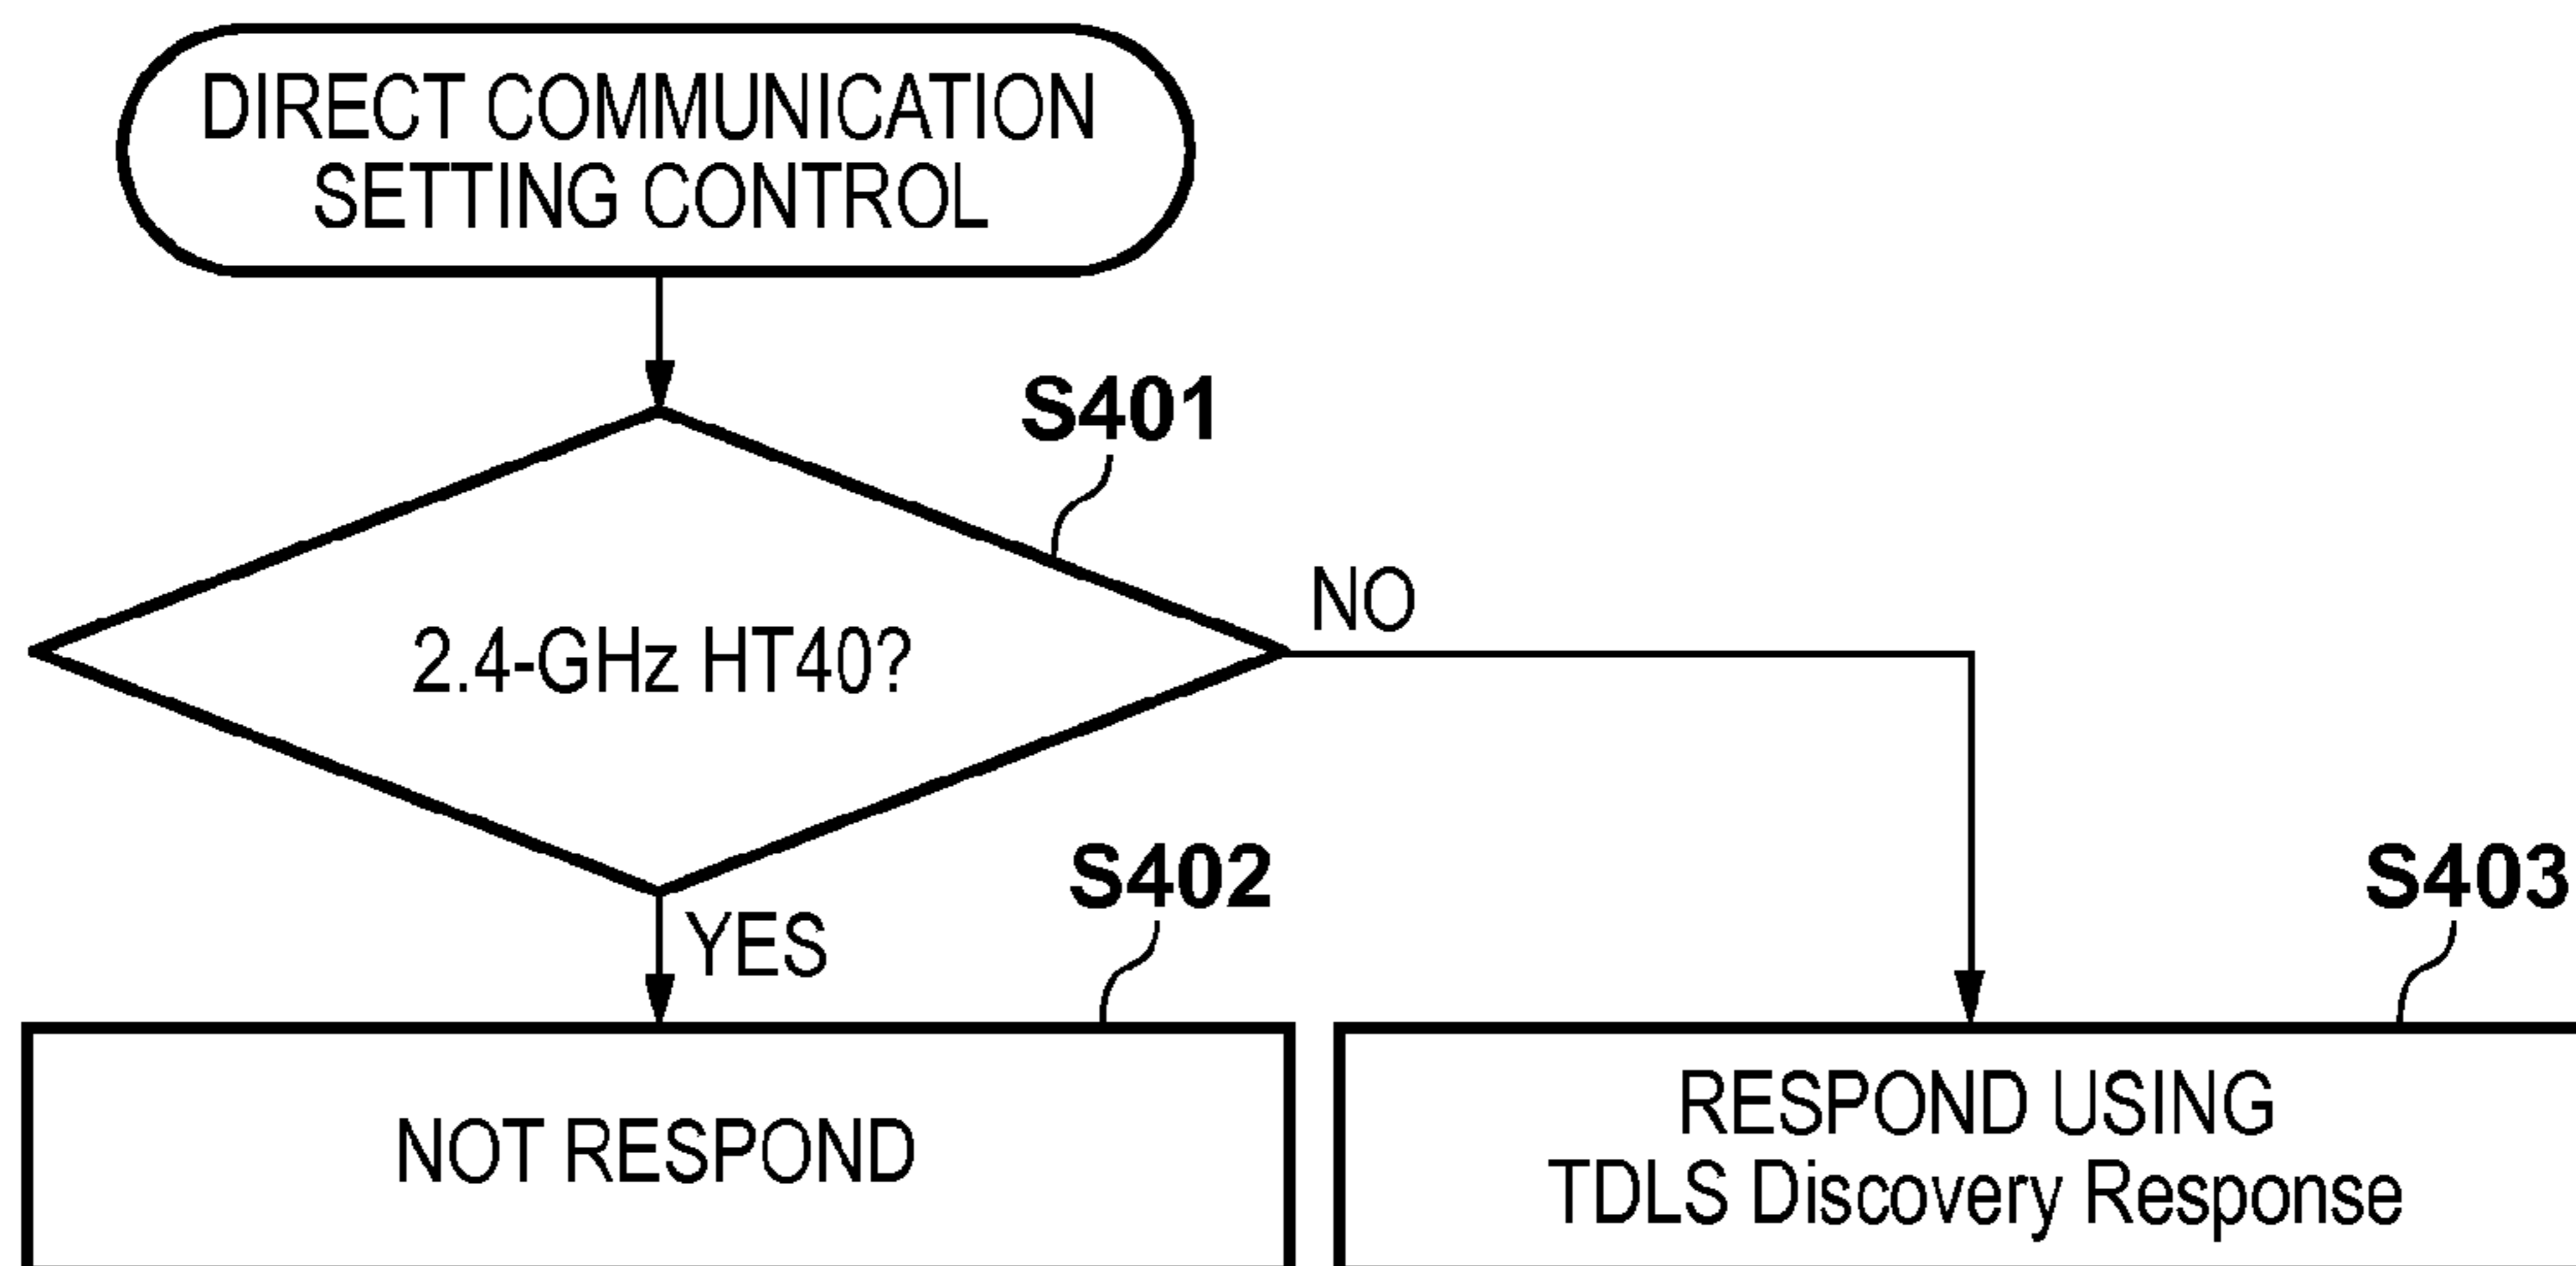 DIRECT COMMUNICATION
SETTING CONTROL
S401
2.4-GHz HT40?
NO
YES
S402
S403
NOT RESPOND
RESPOND USING
TDLS Discovery Response